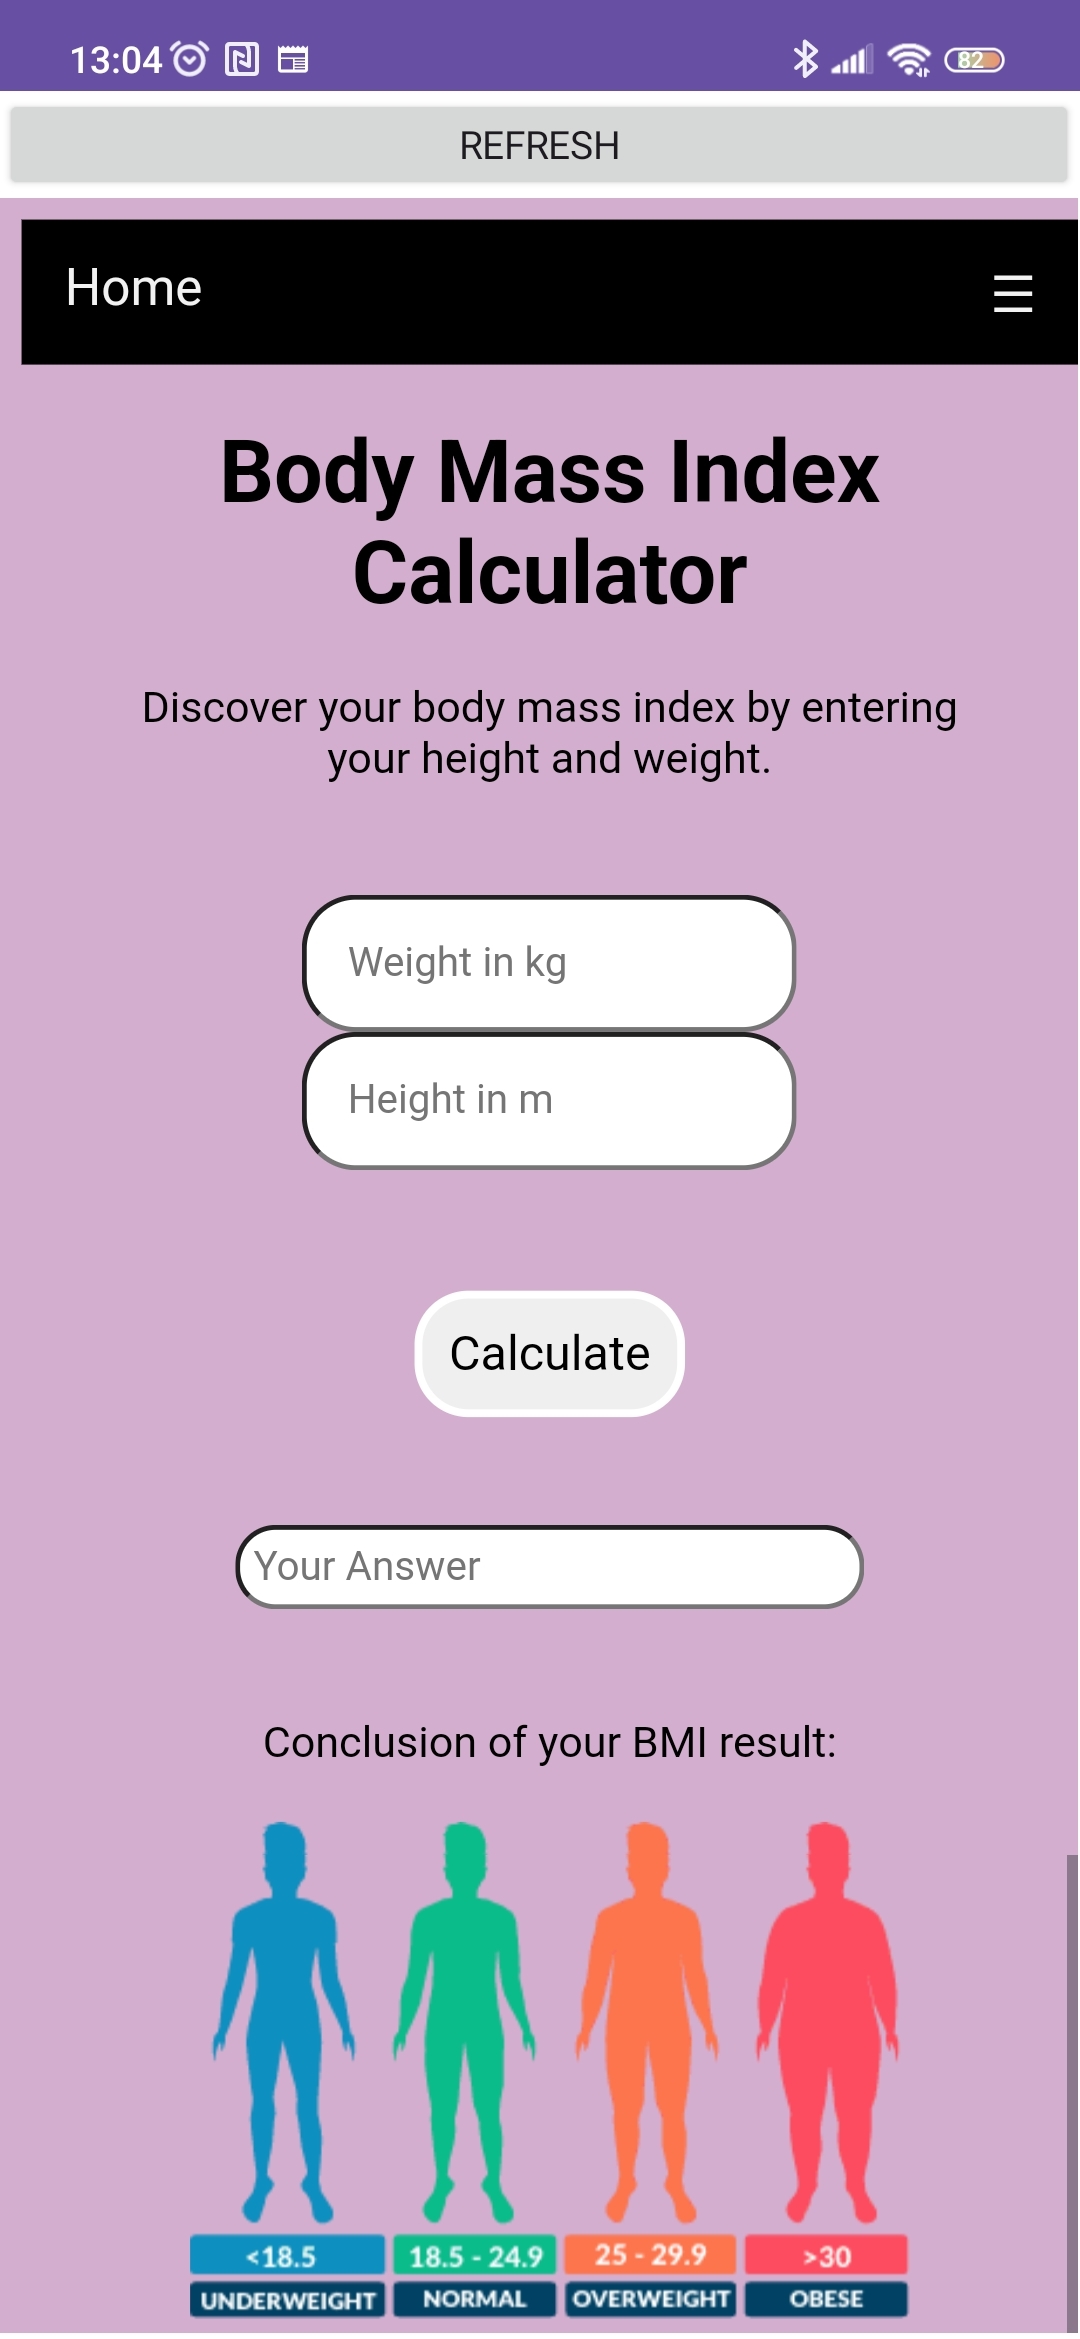 13:04
82
REFRESH
Home
Body Mass Index
Calculator
Discover your body mass index by entering
your height and weight.
Weight in kg
Height in m
Calculate
Your Answer
Conclusion of your BMI result:
<18.5 18.5 - 24.9 25 - 29.9 >30
UNDERWEIGHT NORMAL OVERWEIGHT OBESE